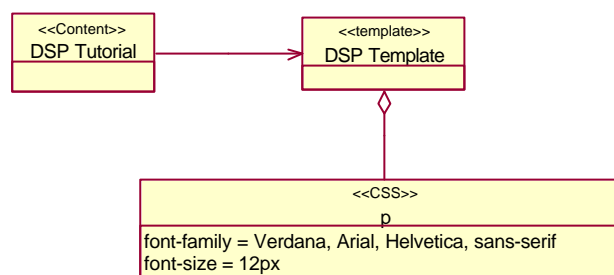 <<Content>>
DSP Tutorial
<<template>>
DSP Template
<<CSS>>
p
font-family = Verdana, Arial, Helvetica, sans-serif
font-size = 12px